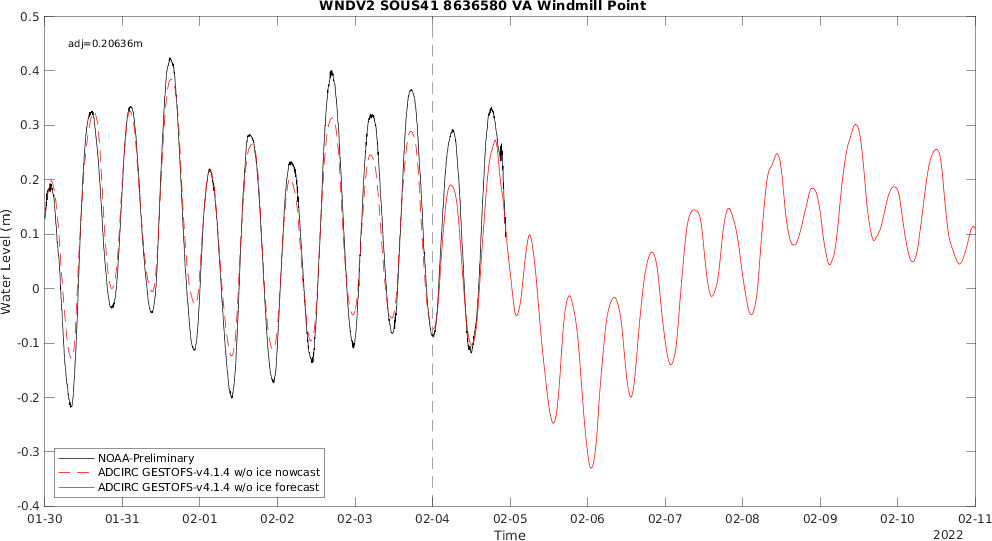 WNDV2 SOUS41 8636580 VA Windmill Point
adj=0.20636m
0.5
0.4
0.3
0.2
0.1
0
-0.1
-0.2
-0.3
-0.4
Water Level (m)
NOAA-Preliminary
ADCIRC GESTOFS-v4.1.4 w/o ice nowcast
ADCIRC GESTOFS-v4.1.4 w/o ice forecast
01-30 01-31 02-01 02-02 02-03 02-04 02-05 02-06 02-07 02-08 02-09 02-10 02-11
Time
2022